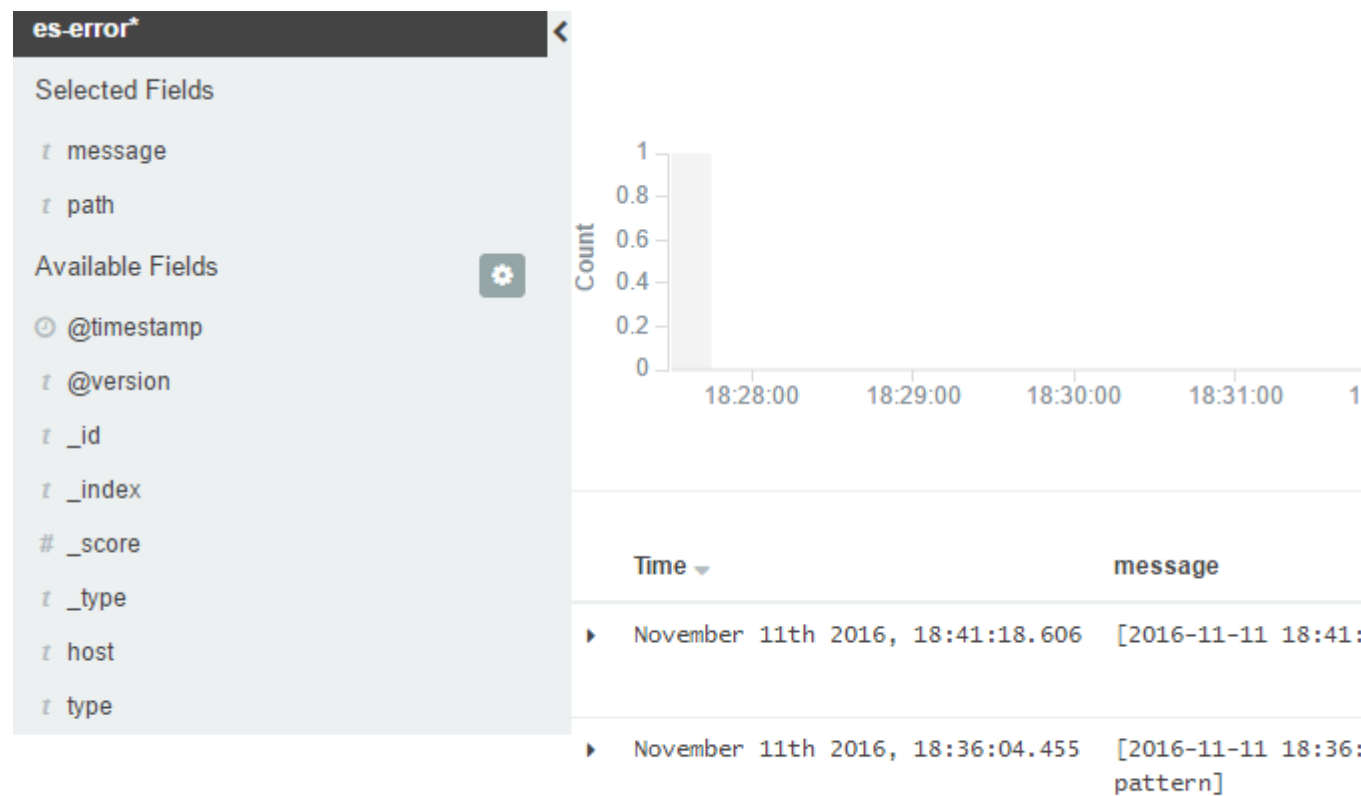 es-error*
Selected Fields
t message
t path
Available Fields
@timestamp
t @version
t _id
t _index
# _score
t _type
t host
t type
Count
1
0.8
0.6
0.4
0.2
0
18:28:00 18:29:00 18:30:00 18:31:00 1
Time message
November 11th 2016, 18:41:18.606 [2016-11-11 18:41:
November 11th 2016, 18:36:04.455 [2016-11-11 18:36:
pattern]